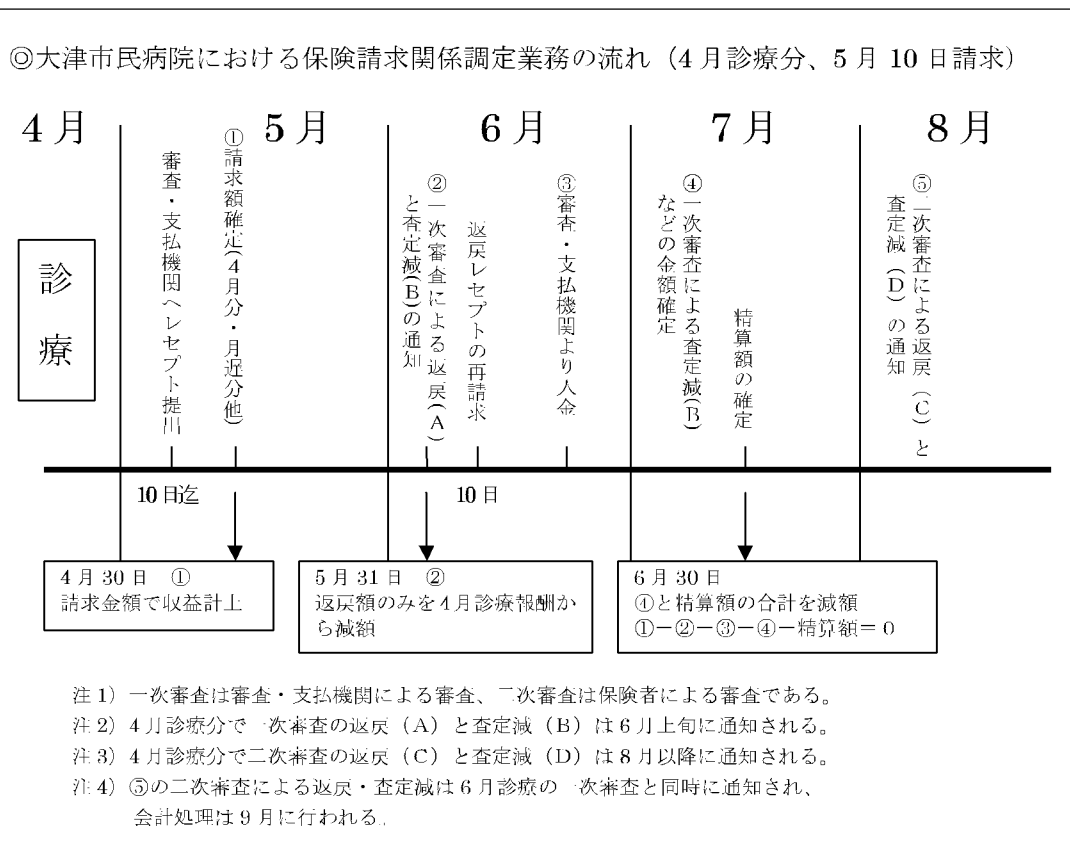 ◎大津市民病院における保険請求関係調定業務の流れ（4月診療分、5月10日請求）
4月
5月
6月
7月
8月
診療
審査・支払機関へレセプト提出
①請求額確定(4月分・月遅分他)
②一次審査による返戻(A)
と査定減(B)の通知
返戻レセプトの再請求
③審査・支払機関より入金
④一次審査による査定減(B)
などの金額確定
精算額の確定
⑤二次審査による返戻（C）と
査定減（D）の通知
10日迄
10日
4月30日　①
請求金額で収益計上
5月31日　②
返戻額のみを4月診療報酬か
ら減額
6月30日
④と精算額の合計を減額
①－②－③－④－精算額＝0
注1）一次審査は審査・支払機関による審査、二次審査は保険者による審査である。
注2）4月診療分で一次審査の返戻（A）と査定減（B）は6月上旬に通知される。
注3）4月診療分で二次審査の返戻（C）と査定減（D）は8月以降に通知される。
注4）⑤の二次審査による返戻・査定減は6月診療の一次審査と同時に通知され、
会計処理は9月に行われる。